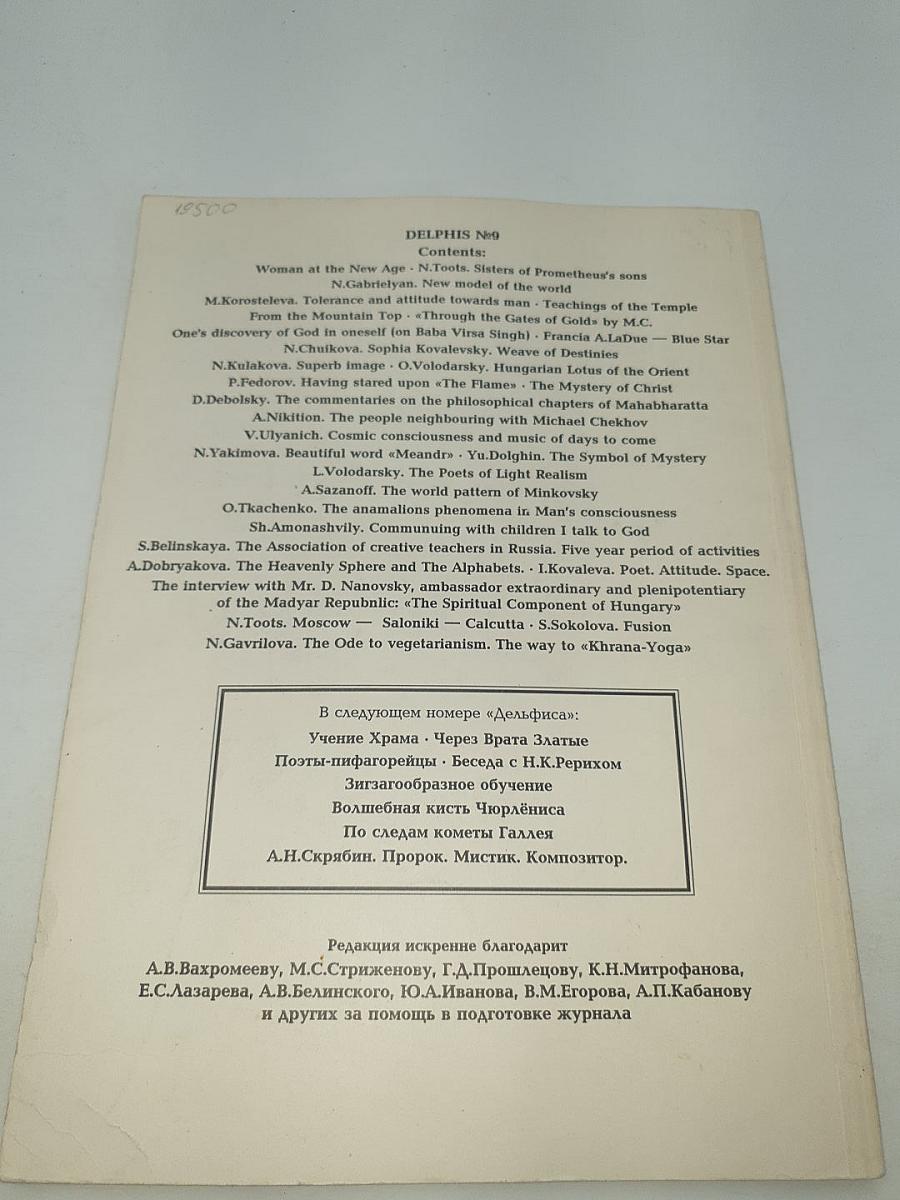 19500
DELPHIS №9
Contents:
Woman at the New Age · N.Toots. Sisters of Prometheus's sons
N.Gabrielyan. New model of the world
M.Korosteleva. Tolerance and attitude towards man · Teachings of the Temple
From the Mountain Top · «Through the Gates of Gold» by M.C.
One's discovery of God in oneself (on Baba Virsa Singh) · Francia A.LaDue — Blue Star
N.Chuikova. Sophia Kovalevsky. Weave of Destinies
N.Kulakova. Superb image · O.Volodarsky. Hungarian Lotus of the Orient
P.Fedorov. Having stared upon «The Flame» · The Mystery of Christ
D.Debolsky. The commentaries on the philosophical chapters of Mahabharatta
A.Nikition. The people neighbouring with Michael Chekhov
V.Ulyanich. Cosmic consciousness and music of days to come
N.Yakimova. Beautiful word «Meandr» · Yu.Dolghin. The Symbol of Mystery
L.Volodarsky. The Poets of Light Realism
A.Sazanoff. The world pattern of Minkovsky
O.Tkachenko. The anamalions phenomena in Man's consciousness
Sh.Amonashvily. Communuing with children I talk to God
S.Belinskaya. The Association of creative teachers in Russia. Five year period of activities
A.Dobryakova. The Heavenly Sphere and The Alphabets. · I.Kovaleva. Poet. Attitude. Space.
The interview with Mr. D. Nanovsky, ambassador extraordinary and plenipotentiary
of the Madyar Repubnlic: «The Spiritual Component of Hungary»
N.Toots. Moscow — Saloniki — Calcutta · S.Sokolova. Fusion
N.Gavrilova. The Ode to vegetarianism. The way to «Khrana-Yoga»
В следующем номере «Дельфиса»:
Учение Храма · Через Врата Златые
Поэты-пифагорейцы · Беседа с Н.К.Рерихом
Зигзагообразное обучение
Волшебная кисть Чюрлёниса
По следам кометы Галлея
А.Н.Скрябин. Пророк. Мистик. Композитор.
Редакция искренне благодарит
А.В.Вахромееву, М.С.Стриженову, Г.Д.Прошлецову, К.Н.Митрофанова,
Е.С.Лазарева, А.В.Белинского, Ю.А.Иванова, В.М.Егорова, А.П.Кабанову
и других за помощь в подготовке журнала